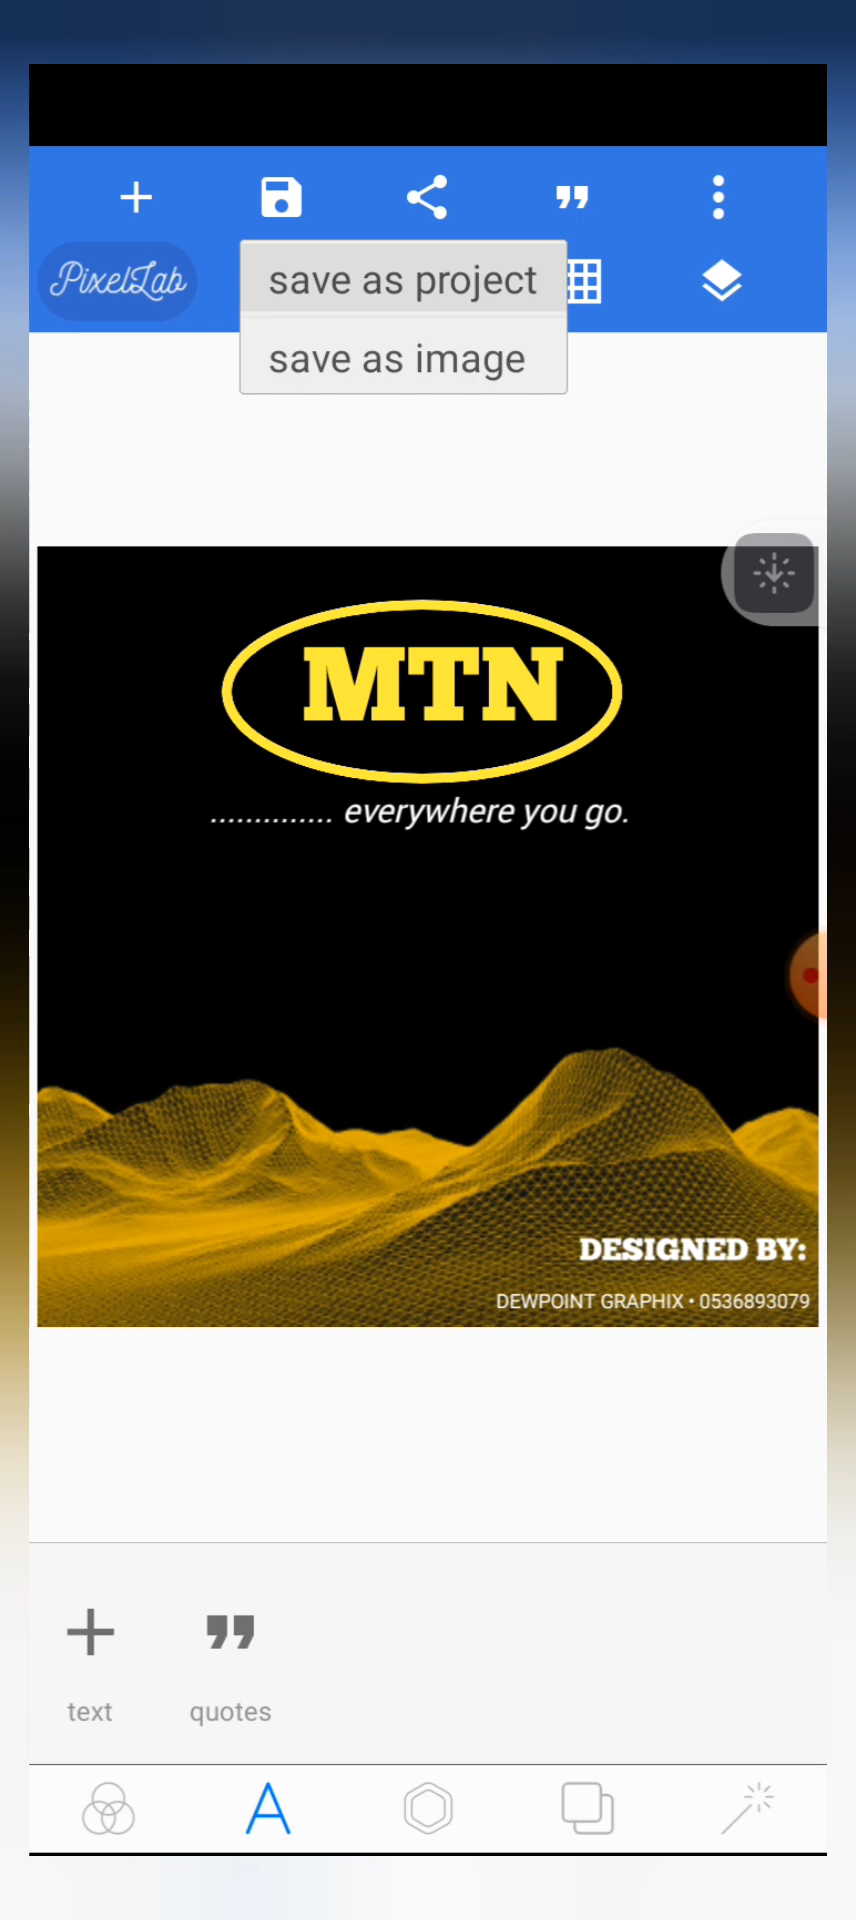 PixelLab
save as project
save as image
MTN
.............. everywhere you go.
DESIGNED BY:
DEWPOINT GRAPHIX • 0536893079
text
quotes